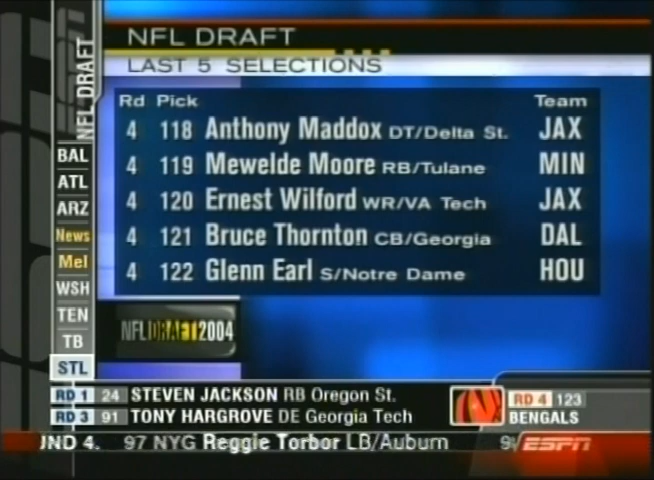 NFL DRAFT
LAST 5 SELECTIONS
Rd Pick Team
4 118 Anthony Maddox DT/Delta St. JAX
4 119 Mewelde Moore RB/Tulane MIN
4 120 Ernest Wilford WR/VA Tech JAX
4 121 Bruce Thornton CB/Georgia DAL
4 122 Glenn Earl S/Notre Dame HOU
NFL DRAFT
BAL
ATL
ARZ
News
Mel
WSH
TEN
TB
STL
NFLDRAFT2004
RD 1 24 STEVEN JACKSON RB Oregon St.
RD 3 91 TONY HARGROVE DE Georgia Tech
RD 4 123
BENGALS
UND 4. 97 NYG Reggie Torbor LB/Auburn
ESPN